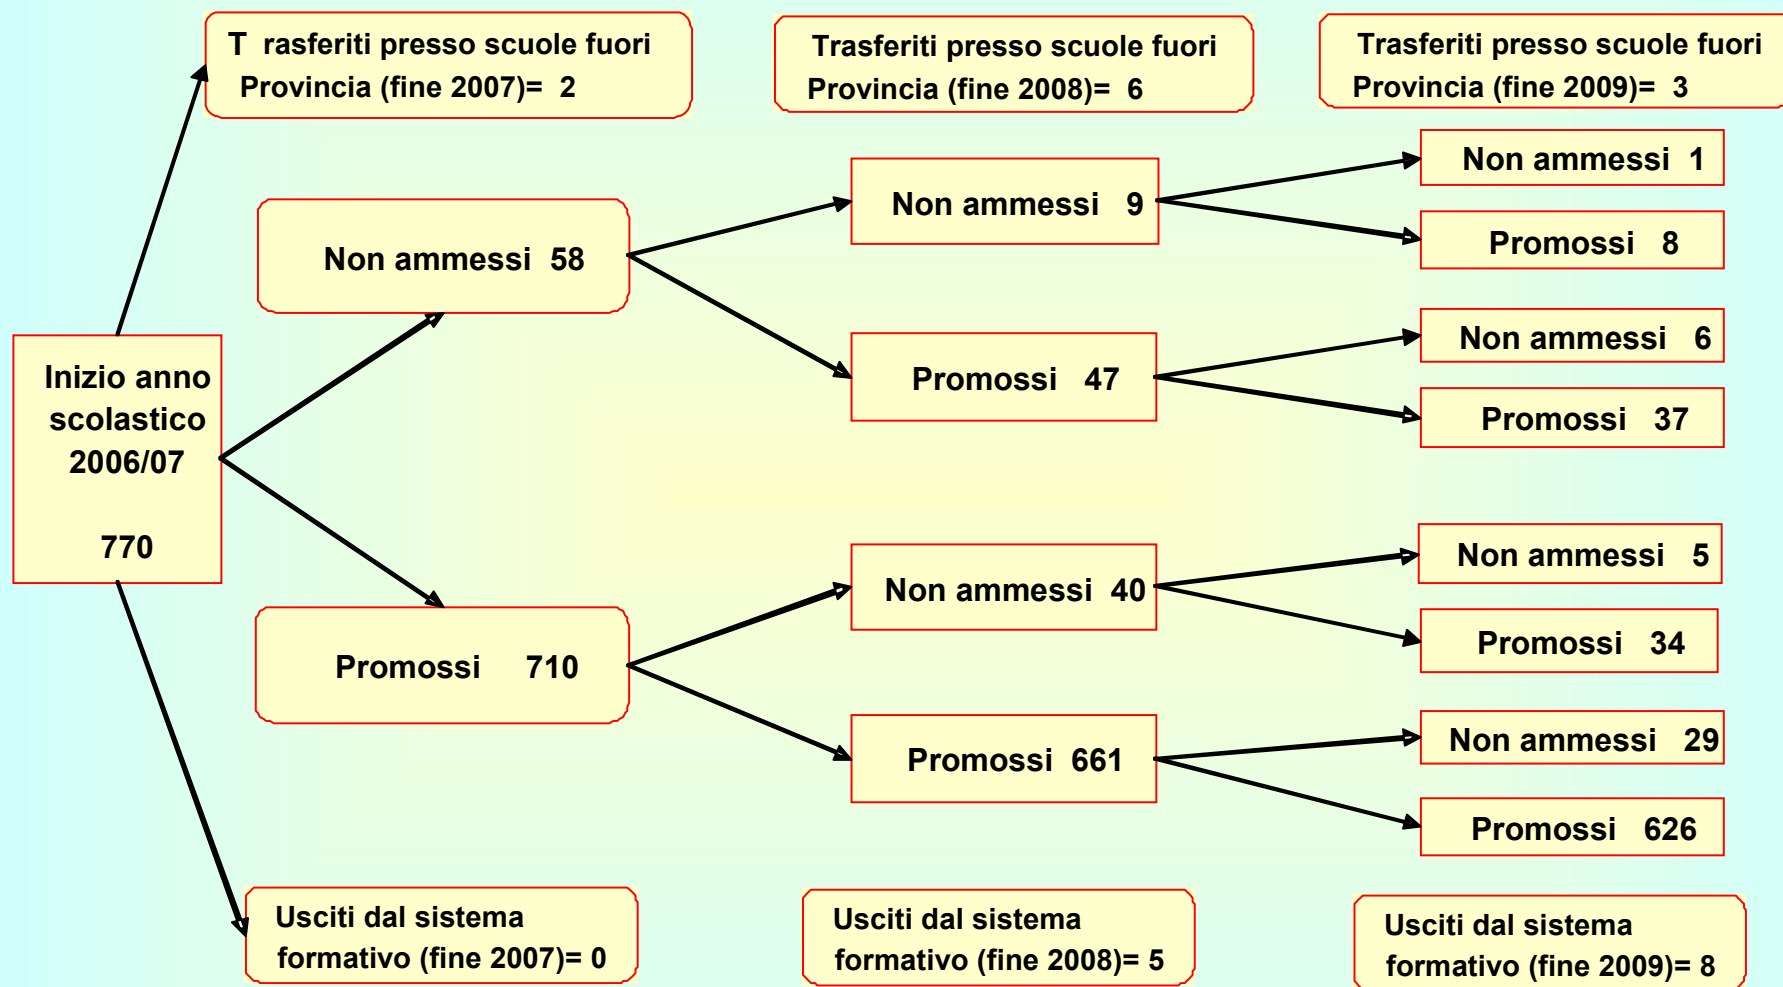 T rasferiti presso scuole fuori
Provincia (fine 2007)= 2
Trasferiti presso scuole fuori
Provincia (fine 2008)= 6
Trasferiti presso scuole fuori
Provincia (fine 2009)= 3
Inizio anno
scolastico
2006/07
770
Non ammessi 58
Promossi 710
Non ammessi 9
Promossi 47
Non ammessi 40
Promossi 661
Non ammessi 1
Promossi 8
Non ammessi 6
Promossi 37
Non ammessi 5
Promossi 34
Non ammessi 29
Promossi 626
Usciti dal sistema
formativo (fine 2007)= 0
Usciti dal sistema
formativo (fine 2008)= 5
Usciti dal sistema
formativo (fine 2009)= 8